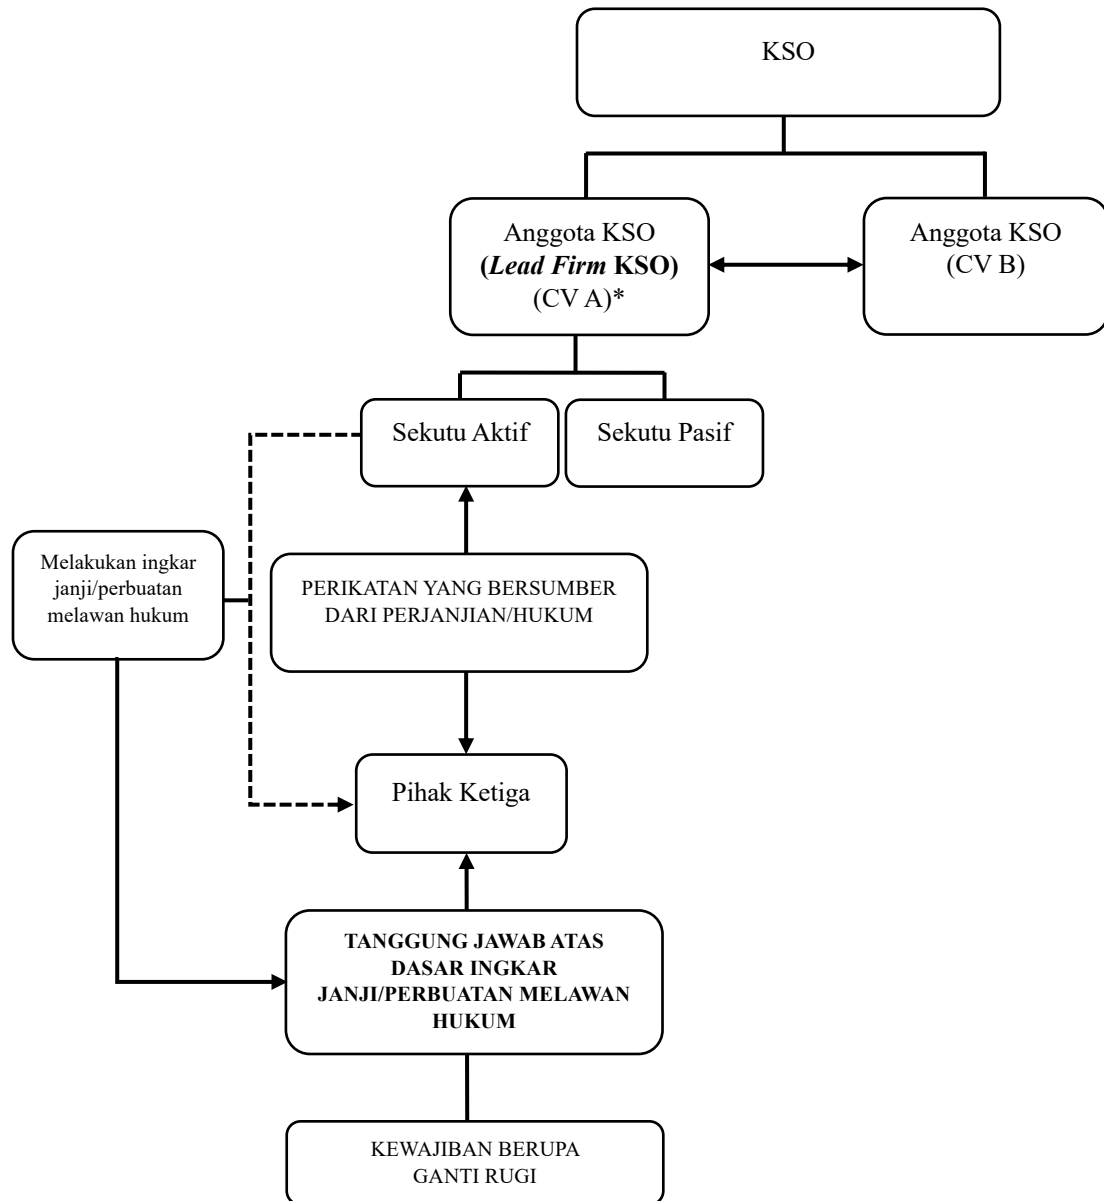 KSO
Anggota KSO
(Lead Firm KSO)
(CV A)*
Anggota KSO
(CV B)
Sekutu Aktif
Sekutu Pasif
Melakukan ingkar
janji/perbuatan
melawan hukum
PERIKATAN YANG BERSUMBER
DARI PERJANJIAN/HUKUM
Pihak Ketiga
TANGGUNG JAWAB ATAS
DASAR INGKAR
JANJI/PERBUATAN MELAWAN
HUKUM
KEWAJIBAN BERUPA
GANTI RUGI